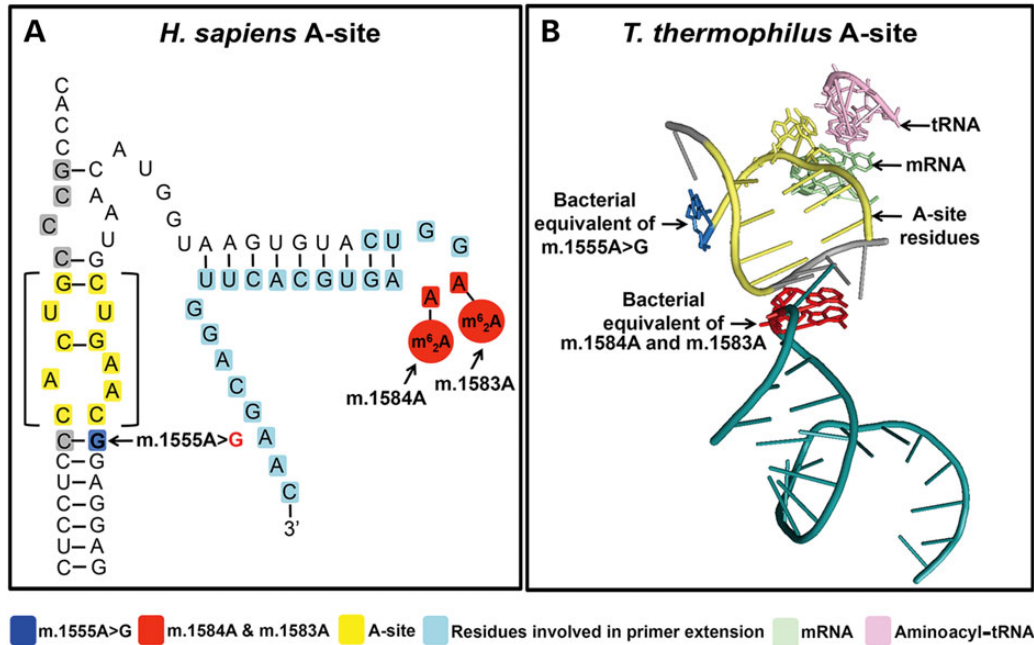 A
H. sapiens A-site
C
A
C
C A
G C U
C A G
C A G
C U G
C G U A A G U G U A C U G G
G C U U C A C G U G A A A
U U G m⁶₂A m⁶₂A
C G G
A A A m.1584A m.1583A
A C
C C G
C G m.1555A>G A
C G A
U A C
C G 3'
C G
U A
C G
B
T. thermophilus A-site
tRNA
mRNA
Bacterial
equivalent of
m.1555A>G
A-site
residues
Bacterial
equivalent of
m.1584A and m.1583A
m.1555A>G
m.1584A & m.1583A
A-site
Residues involved in primer extension
mRNA
Aminoacyl-tRNA